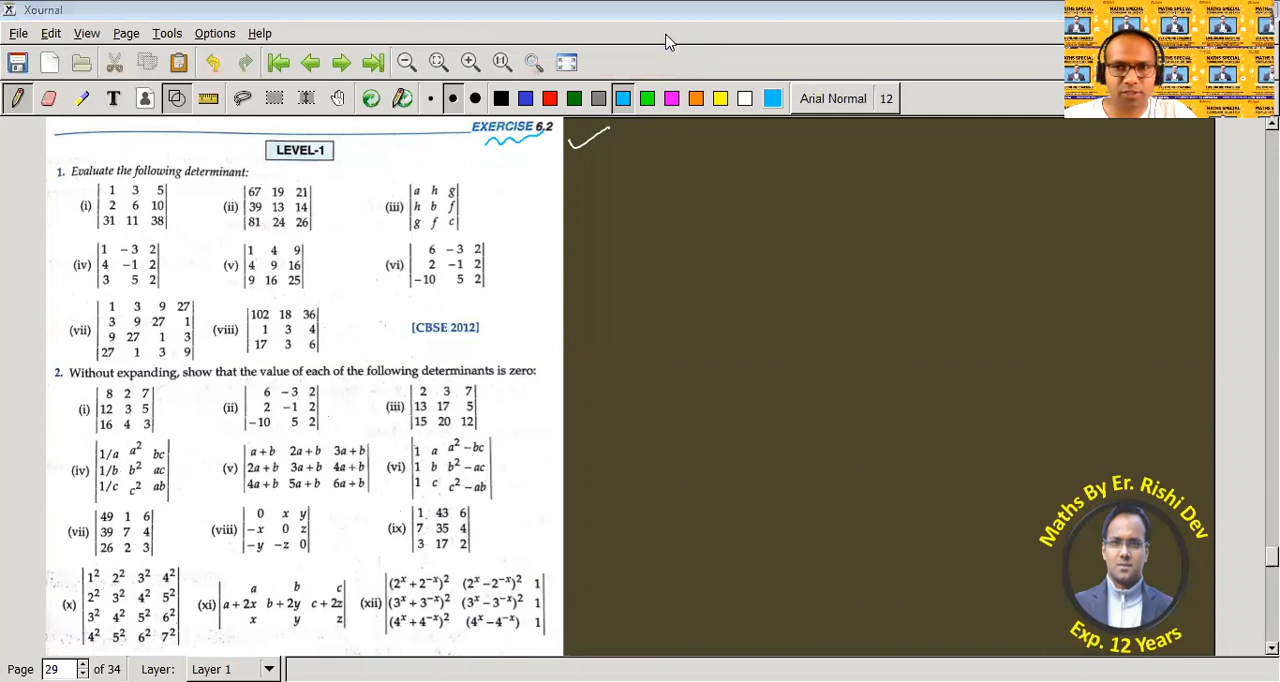 Xournal
File Edit View Page Tools Options Help
Arial Normal 12
EXERCISE 6.2
LEVEL-1
1. Evaluate the following determinant:
(i) | 1 3 5 | (ii) | 67 19 21 | (iii) | a h g |
| 2 6 10 | | 39 13 14 | | h b f |
| 31 11 38 | | 81 24 26 | | g f c |
(iv) | 1 −3 2 | (v) | 1 4 9 | (vi) | 6 −3 2 |
| 4 −1 2 | | 4 9 16 | | 2 −1 2 |
| 3 5 2 | | 9 16 25 | | −10 5 2 |
(vii) | 1 3 9 27 | (viii) | 102 18 36 | [CBSE 2012]
| 3 9 27 1 | | 1 3 4 |
| 9 27 1 3 | | 17 3 6 |
| 27 1 3 9 |
2. Without expanding, show that the value of each of the following determinants is zero:
(i) | 8 2 7 | (ii) | 6 −3 2 | (iii) | 2 3 7 |
| 12 3 5 | | 2 −1 2 | | 13 17 5 |
| 16 4 3 | | −10 5 2 | | 15 20 12 |
(iv) | 1/a a² bc | (v) | a+b 2a+b 3a+b | (vi) | 1 a a²−bc |
| 1/b b² ac | | 2a+b 3a+b 4a+b | | 1 b b²−ac |
| 1/c c² ab | | 4a+b 5a+b 6a+b | | 1 c c²−ab |
(vii) | 49 1 6 | (viii) | 0 x y | (ix) | 1 43 6 |
| 39 7 4 | | −x 0 z | | 7 35 4 |
| 26 2 3 | | −y −z 0 | | 3 17 2 |
(x) | 1² 2² 3² 4² | (xi) | a b c | (xii) | (2ˣ+2⁻ˣ)² (2ˣ−2⁻ˣ)² 1 |
| 2² 3² 4² 5² | | a+2x b+2y c+2z | | (3ˣ+3⁻ˣ)² (3ˣ−3⁻ˣ)² 1 |
| 3² 4² 5² 6² | | x y z | | (4ˣ+4⁻ˣ)² (4ˣ−4⁻ˣ) 1 |
| 4² 5² 6² 7² |
Maths By Er. Rishi Dev
Exp. 12 Years
Page 29 of 34 Layer: Layer 1